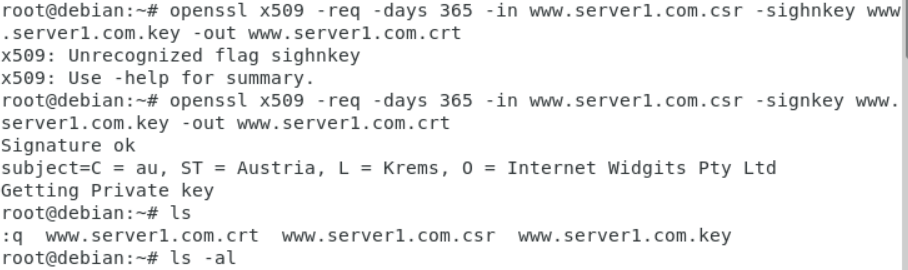 root@debian:~# openssl x509 -req -days 365 -in www.server1.com.csr -sighnkey www
.server1.com.key -out www.server1.com.crt
x509: Unrecognized flag sighnkey
x509: Use -help for summary.
root@debian:~# openssl x509 -req -days 365 -in www.server1.com.csr -signkey www.
server1.com.key -out www.server1.com.crt
Signature ok
subject=C = au, ST = Austria, L = Krems, O = Internet Widgits Pty Ltd
Getting Private key
root@debian:~# ls
:q  www.server1.com.crt  www.server1.com.csr  www.server1.com.key
root@debian:~# ls -al